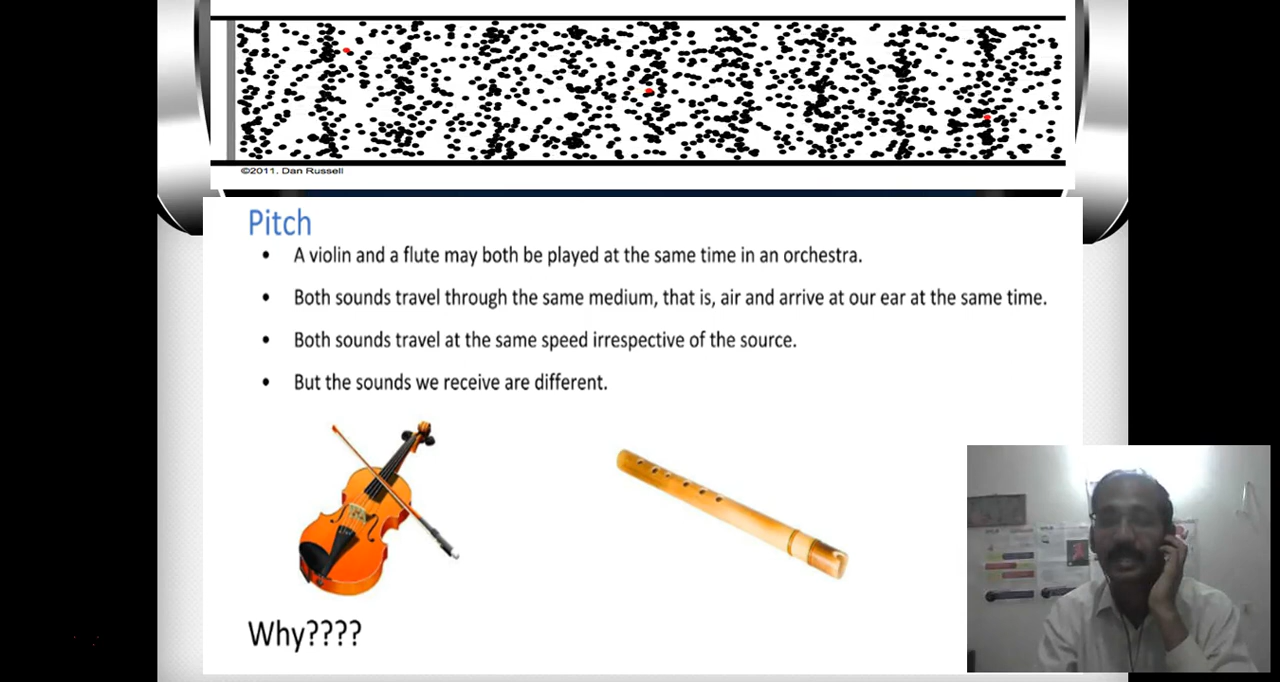 ©2011. Dan Russell
Pitch
• A violin and a flute may both be played at the same time in an orchestra.
• Both sounds travel through the same medium, that is, air and arrive at our ear at the same time.
• Both sounds travel at the same speed irrespective of the source.
• But the sounds we receive are different.
Why????